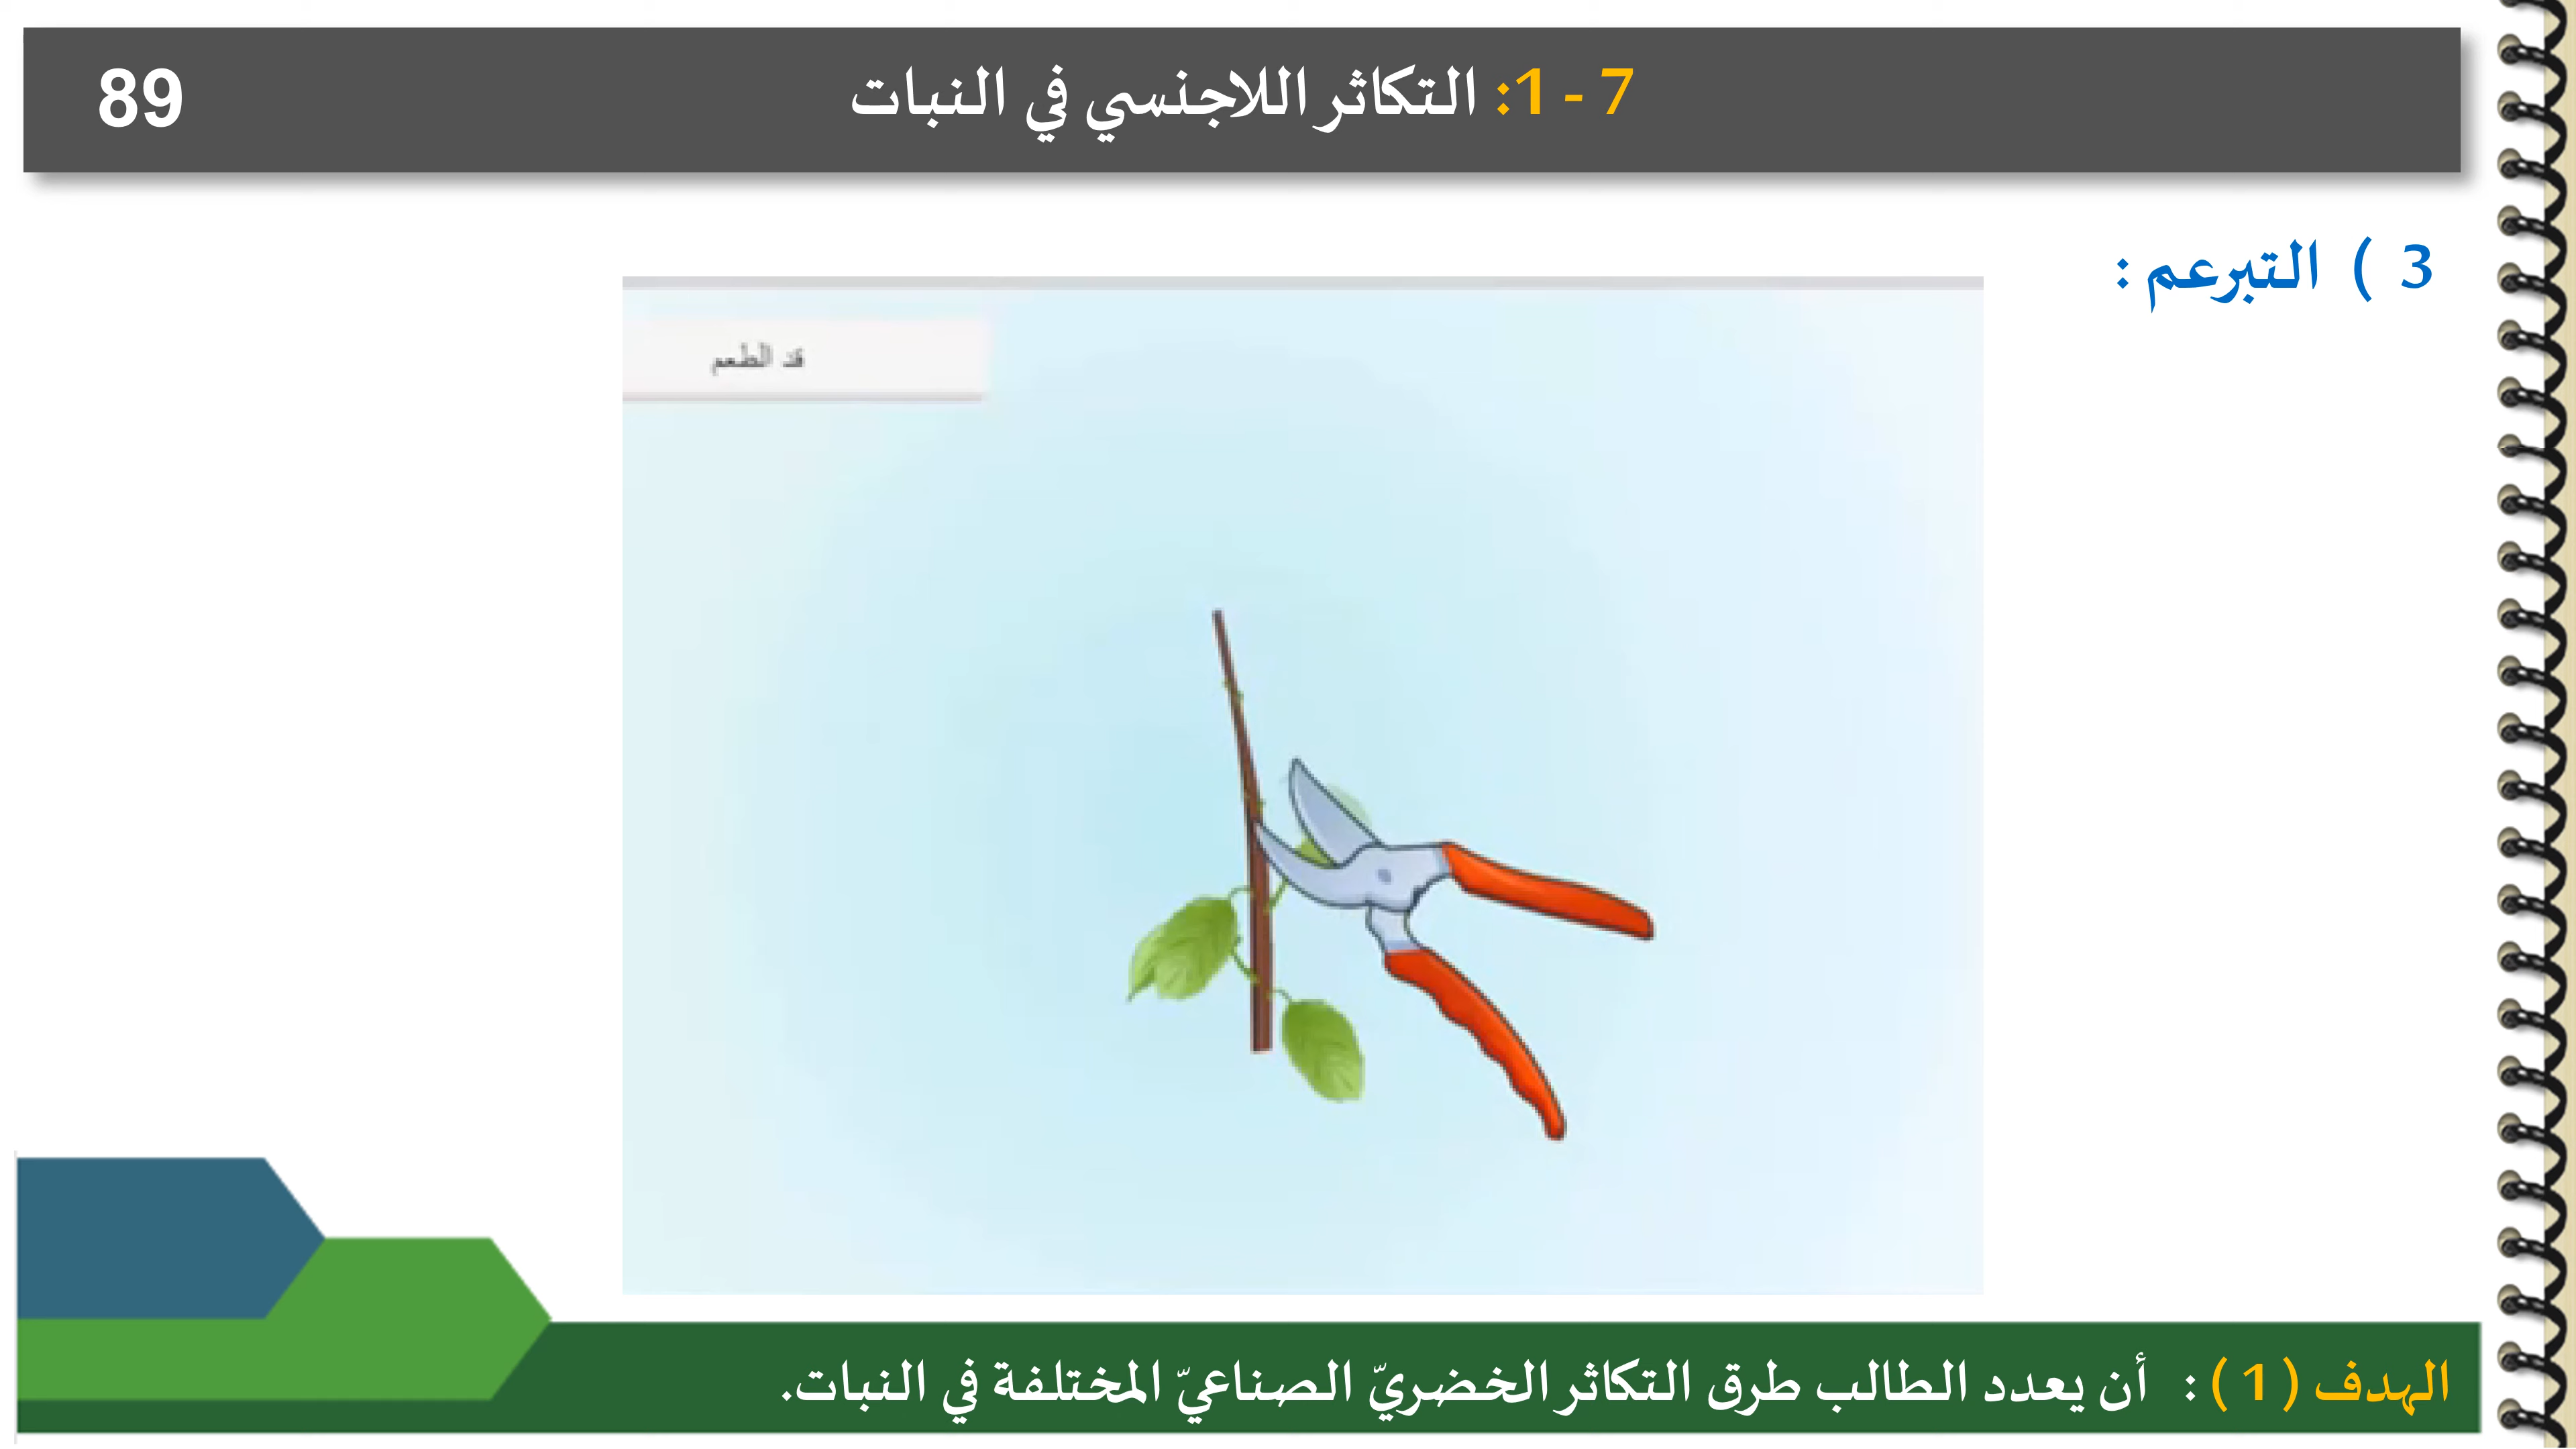 7 - 1: التكاثر اللاجنسي في النبات
89
3 ) التبرعم :
قد الطعم
الهدف ( 1 ) : أن يعدد الطالب طرق التكاثر الخضريّ الصناعيّ المختلفة في النبات.